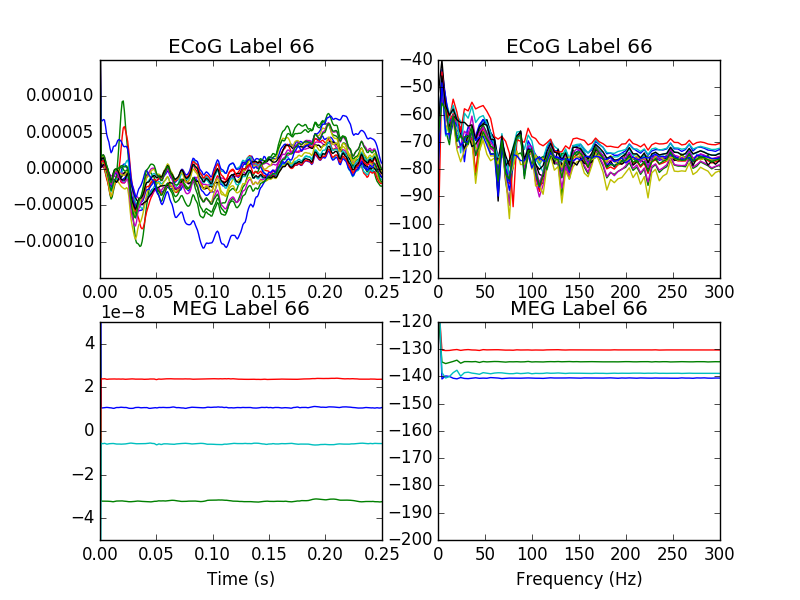 ECoG Label 66
ECoG Label 66
0.00010
0.00005
0.00000
−0.00005
−0.00010
0.00 0.05 0.10 0.15 0.20 0.25
−40
−50
−60
−70
−80
−90
−100
−110
−120
0 50 100 150 200 250 300
MEG Label 66
MEG Label 66
1e−8
4
2
0
−2
−4
0.00 0.05 0.10 0.15 0.20 0.25
Time (s)
−120
−130
−140
−150
−160
−170
−180
−190
−200
0 50 100 150 200 250 300
Frequency (Hz)